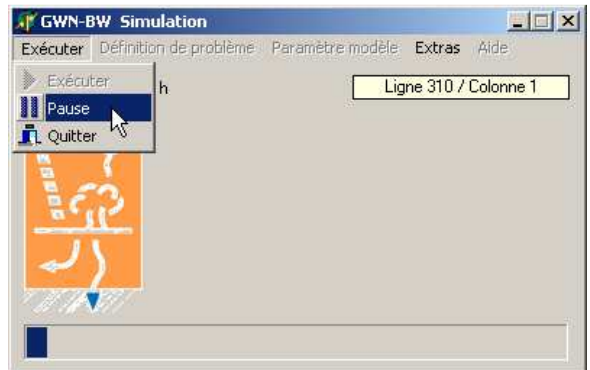 GWN-BW Simulation
Exécuter Définition de problème Paramètre modèle Extras Aide
Exécuter
h
Ligne 310 / Colonne 1
Pause
Quitter